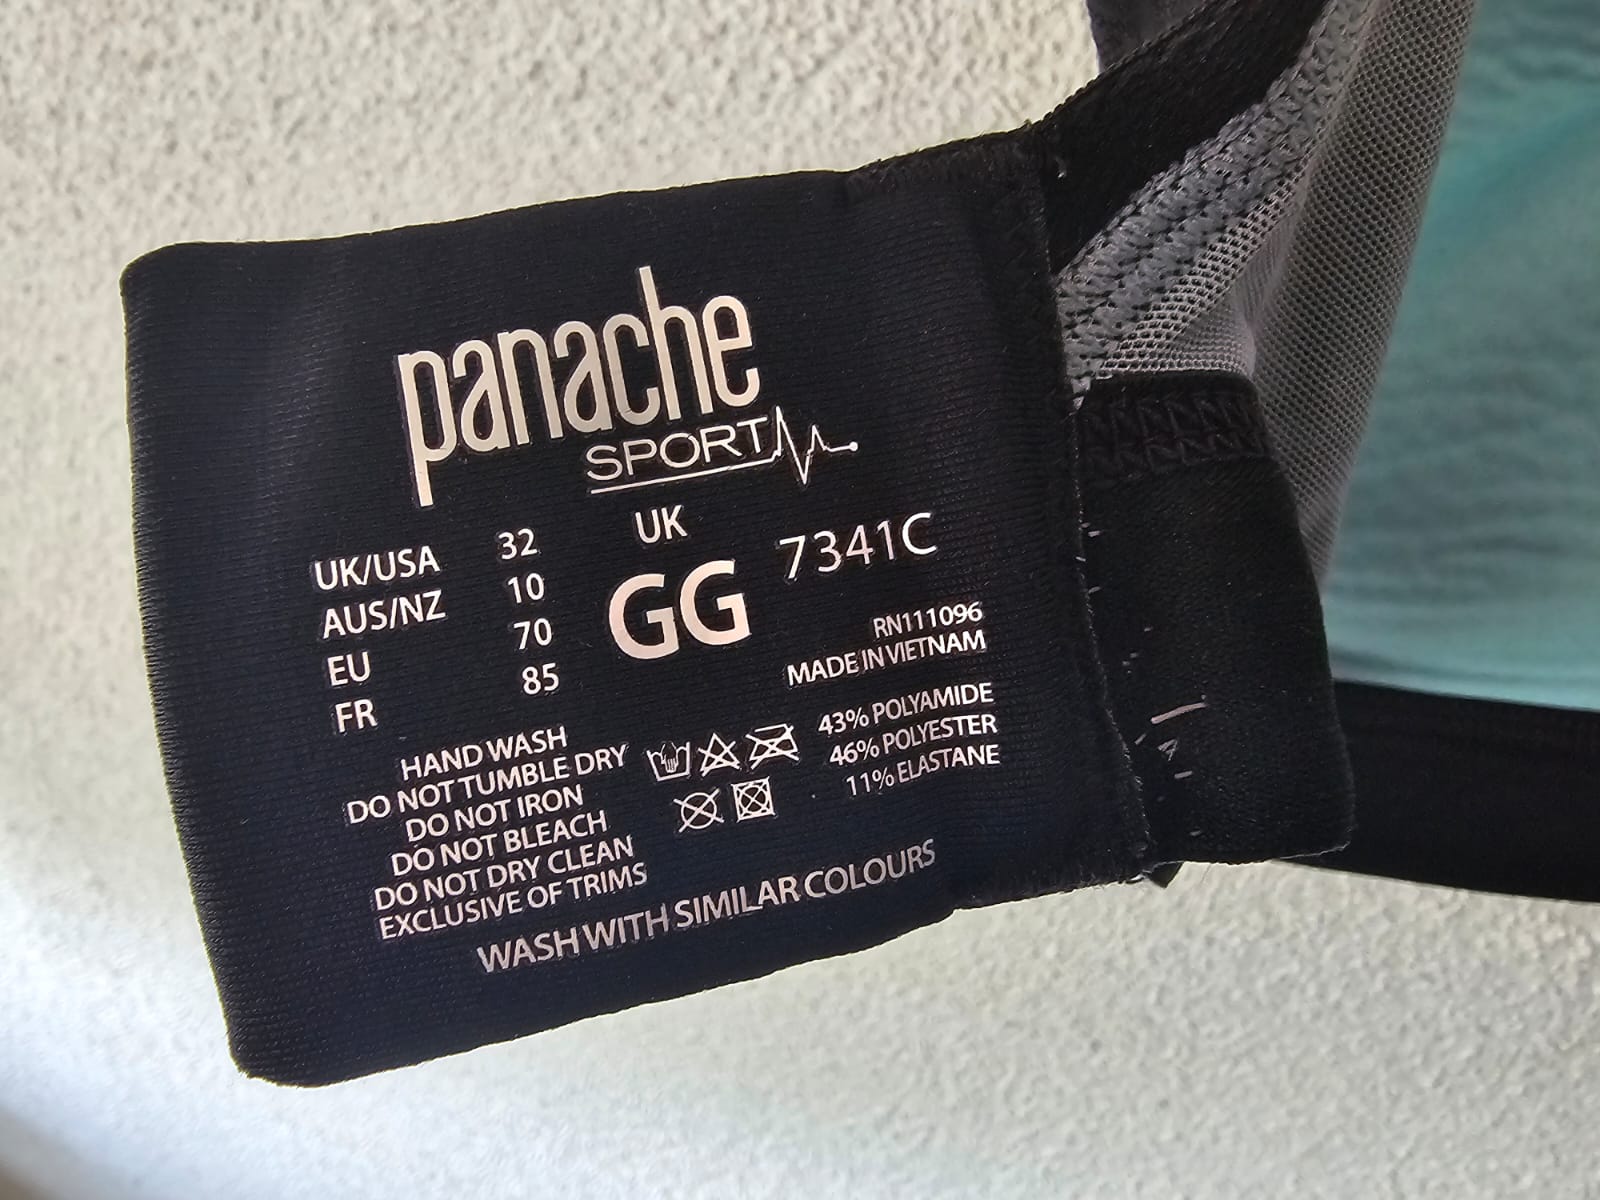 panache
SPORT
UK/USA 32
AUS/NZ 10
EU 70
FR 85
UK
GG
7341C
RN111096
MADE IN VIETNAM
43% POLYAMIDE
46% POLYESTER
11% ELASTANE
HAND WASH
DO NOT TUMBLE DRY
DO NOT IRON
DO NOT BLEACH
DO NOT DRY CLEAN
EXCLUSIVE OF TRIMS
WASH WITH SIMILAR COLOURS